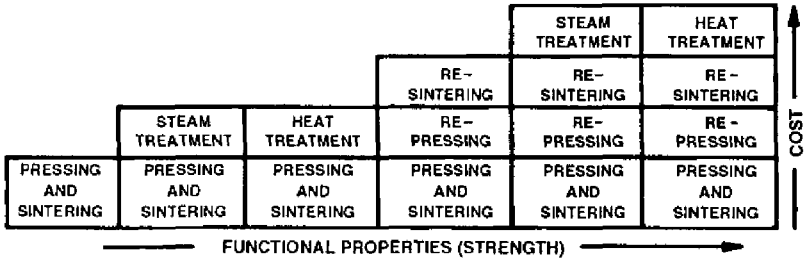 STEAM
TREATMENT
HEAT
TREATMENT
RE-
SINTERING
RE-
SINTERING
RE-
SINTERING
STEAM
TREATMENT
HEAT
TREATMENT
RE-
PRESSING
RE-
PRESSING
RE-
PRESSING
PRESSING
AND
SINTERING
PRESSING
AND
SINTERING
PRESSING
AND
SINTERING
PRESSING
AND
SINTERING
PRESSING
AND
SINTERING
PRESSING
AND
SINTERING
COST
FUNCTIONAL PROPERTIES (STRENGTH)